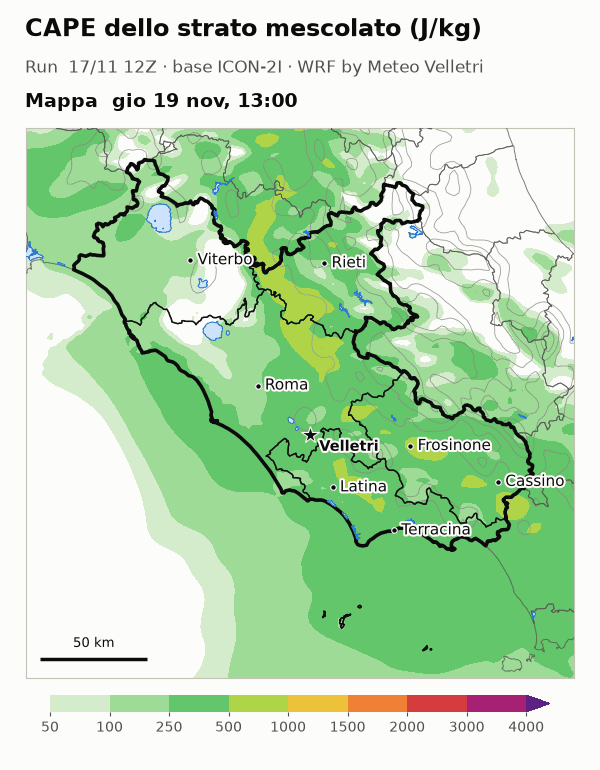 CAPE dello strato mescolato (J/kg)
Run  17/11 12Z · base ICON-2I · WRF by Meteo Velletri
Mappa  gio 19 nov, 13:00
Viterbo
Rieti
Roma
Velletri
Frosinone
Latina
Cassino
Terracina
50 km
50 100 250 500 1000 1500 2000 3000 4000